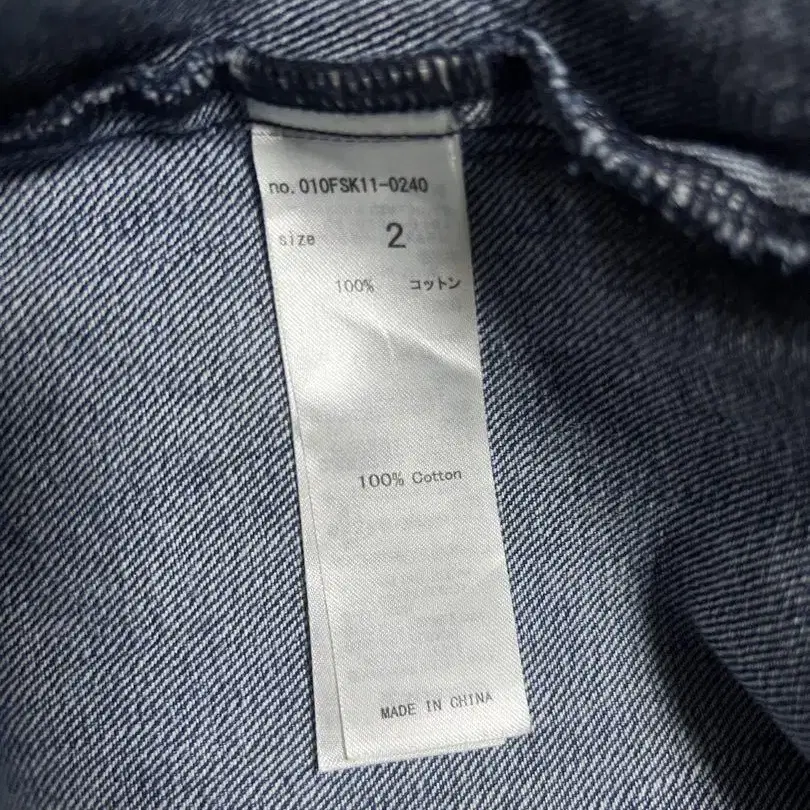 no.010FSK11-0240
size 2
100% コットン
100% Cotton
MADE IN CHINA